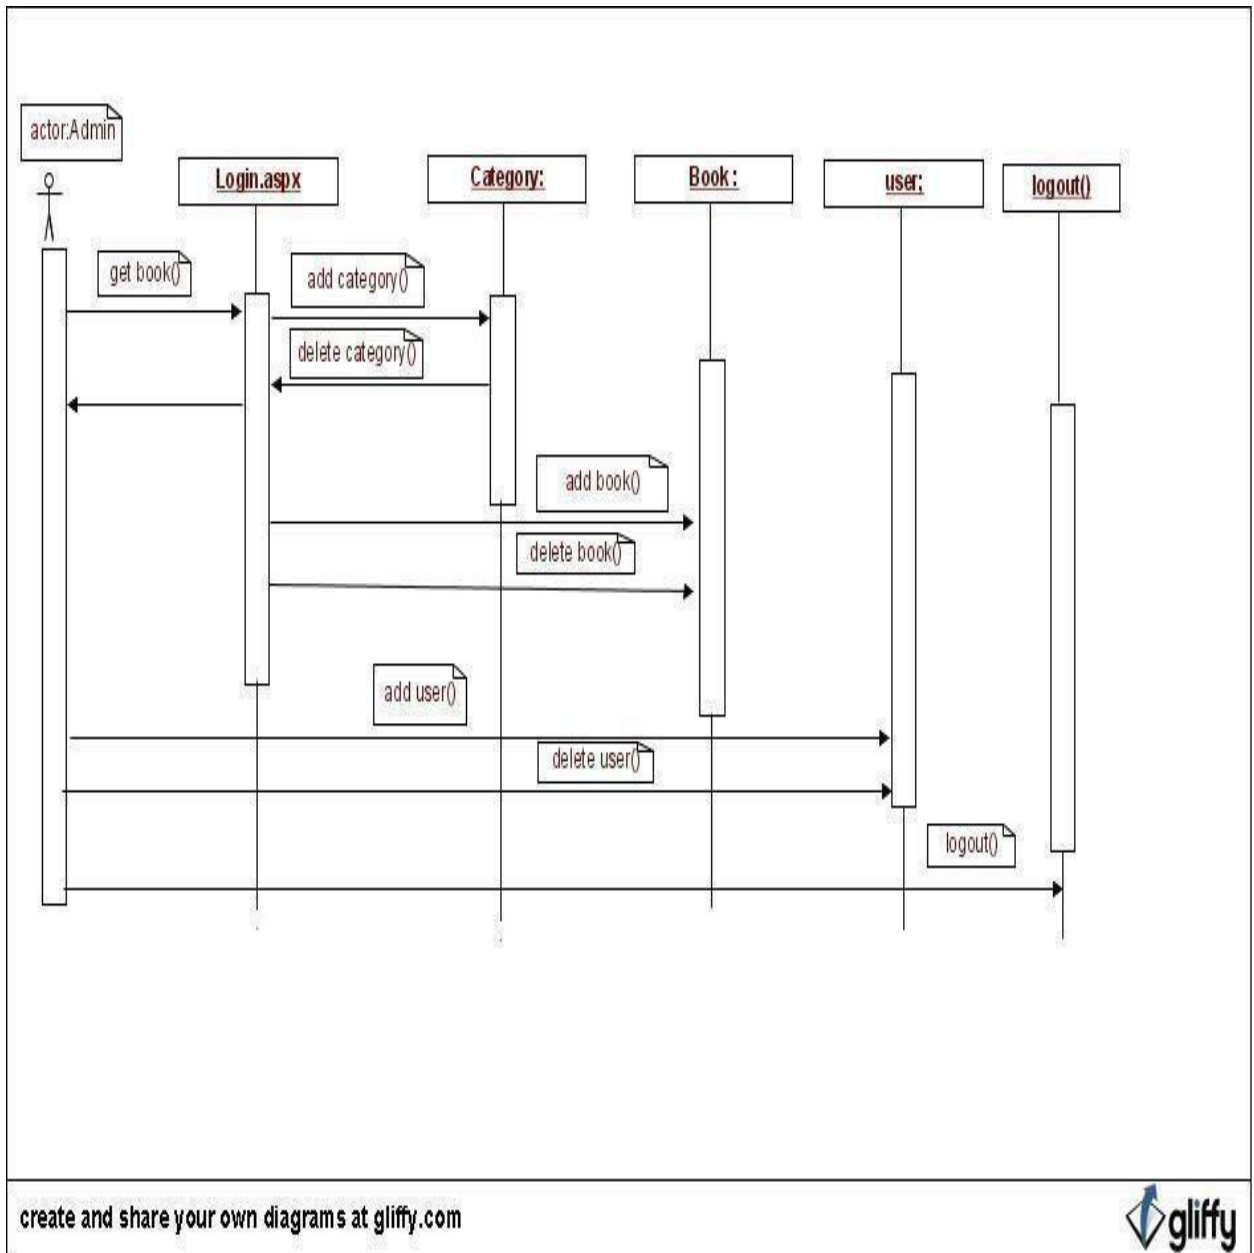 actor:Admin
Login.aspx
Category:
Book :
user;
logout()
get book()
add category()
delete category()
add book()
delete book()
add user()
delete user()
logout()
create and share your own diagrams at gliffy.com
gliffy